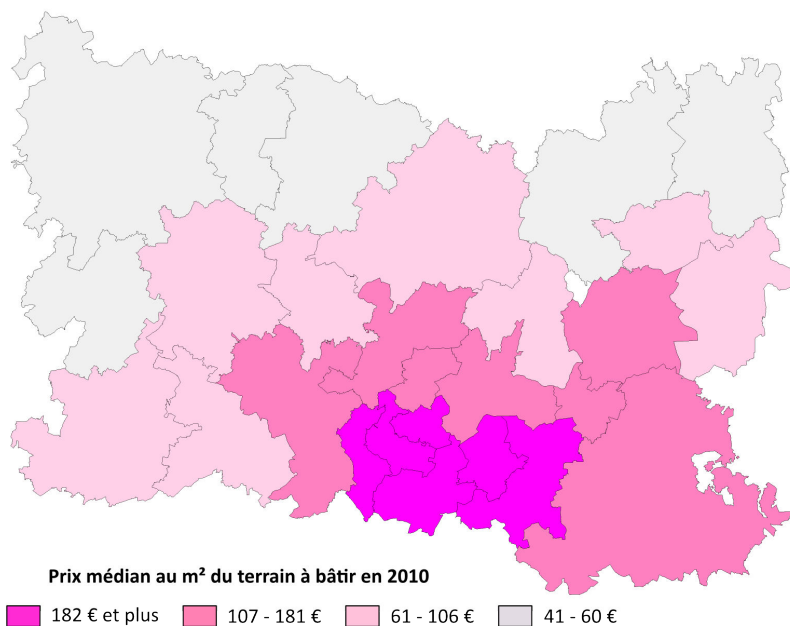 Prix médian au m² du terrain à bâtir en 2010
182 € et plus 107 - 181 € 61 - 106 € 41 - 60 €